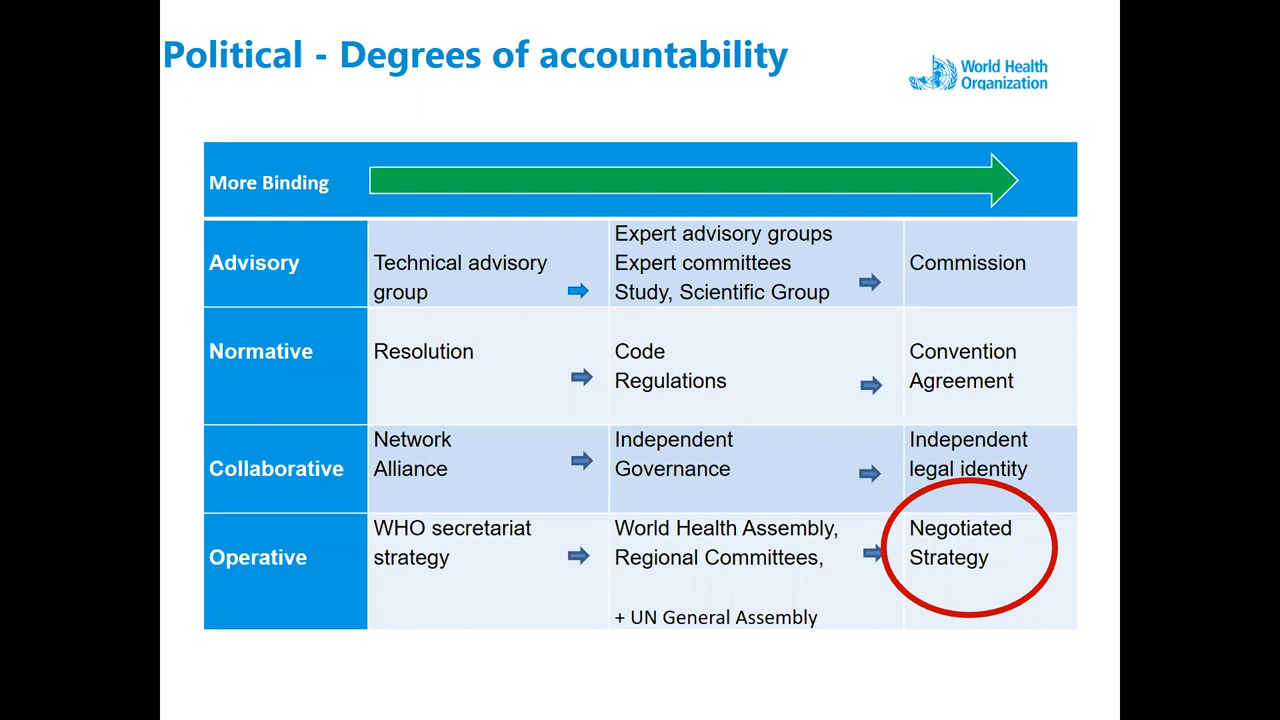 Political - Degrees of accountability
World Health
Organization
More Binding
Advisory
Technical advisory
group
Expert advisory groups
Expert committees
Study, Scientific Group
Commission
Normative
Resolution
Code
Regulations
Convention
Agreement
Collaborative
Network
Alliance
Independent
Governance
Independent
legal identity
Operative
WHO secretariat
strategy
World Health Assembly,
Regional Committees,
+ UN General Assembly
Negotiated
Strategy